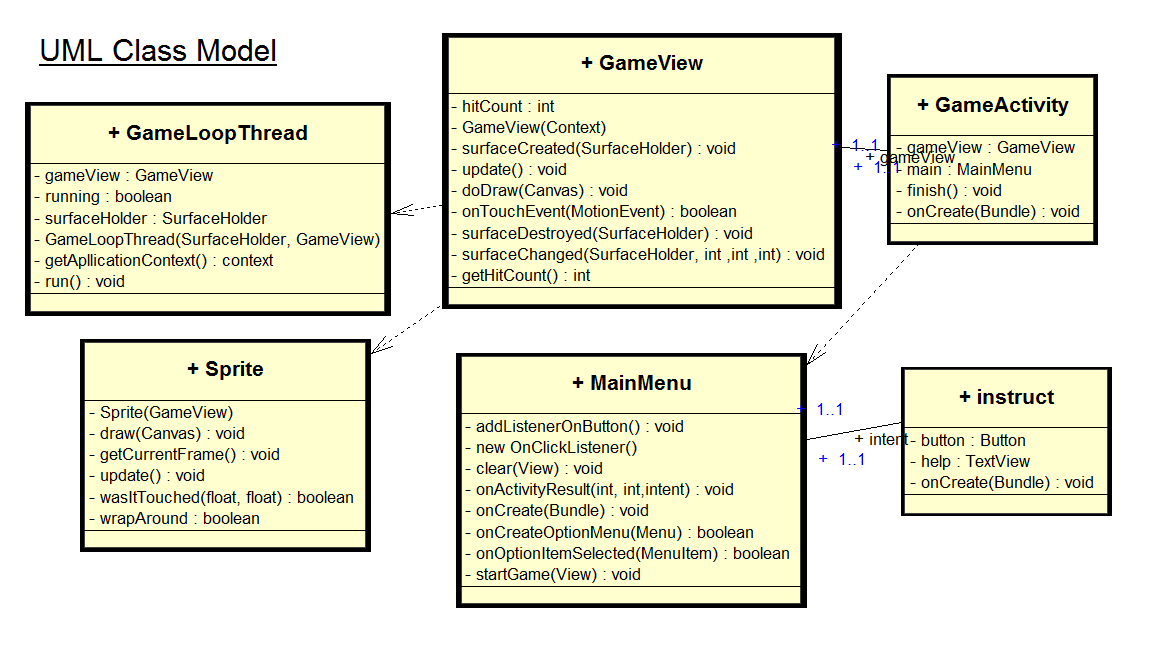 UML Class Model
+ GameLoopThread
- gameView : GameView
- running : boolean
- surfaceHolder : SurfaceHolder
- GameLoopThread(SurfaceHolder, GameView)
- getApllicationContext() : context
- run() : void
+ GameView
- hitCount : int
- GameView(Context)
- surfaceCreated(SurfaceHolder) : void
- update() : void
- doDraw(Canvas) : void
- onTouchEvent(MotionEvent) : boolean
- surfaceDestroyed(SurfaceHolder) : void
- surfaceChanged(SurfaceHolder, int ,int ,int) : void
- getHitCount() : int
+ 1..1
+ gameView
+ 1..1
+ GameActivity
- gameView : GameView
- main : MainMenu
- finish() : void
- onCreate(Bundle) : void
+ Sprite
- Sprite(GameView)
- draw(Canvas) : void
- getCurrentFrame() : void
- update() : void
- wasItTouched(float, float) : boolean
- wrapAround : boolean
+ MainMenu
- addListenerOnButton() : void
- new OnClickListener()
- clear(View) : void
- onActivityResult(int, int,intent) : void
- onCreate(Bundle) : void
- onCreateOptionMenu(Menu) : boolean
- onOptionItemSelected(MenuItem) : boolean
- startGame(View) : void
+ 1..1
+ intent
+ 1..1
+ instruct
- button : Button
- help : TextView
- onCreate(Bundle) : void